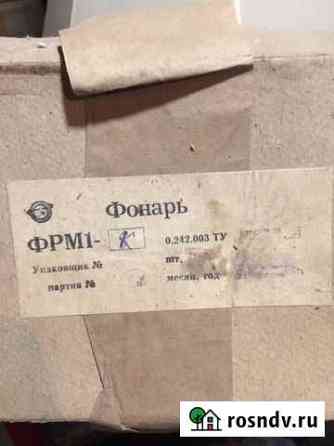 Фонарь
ФРМ1- К 0.242.003 ТУ
Упаковщик № шт.
партия № месяц, год
rosndv.ru